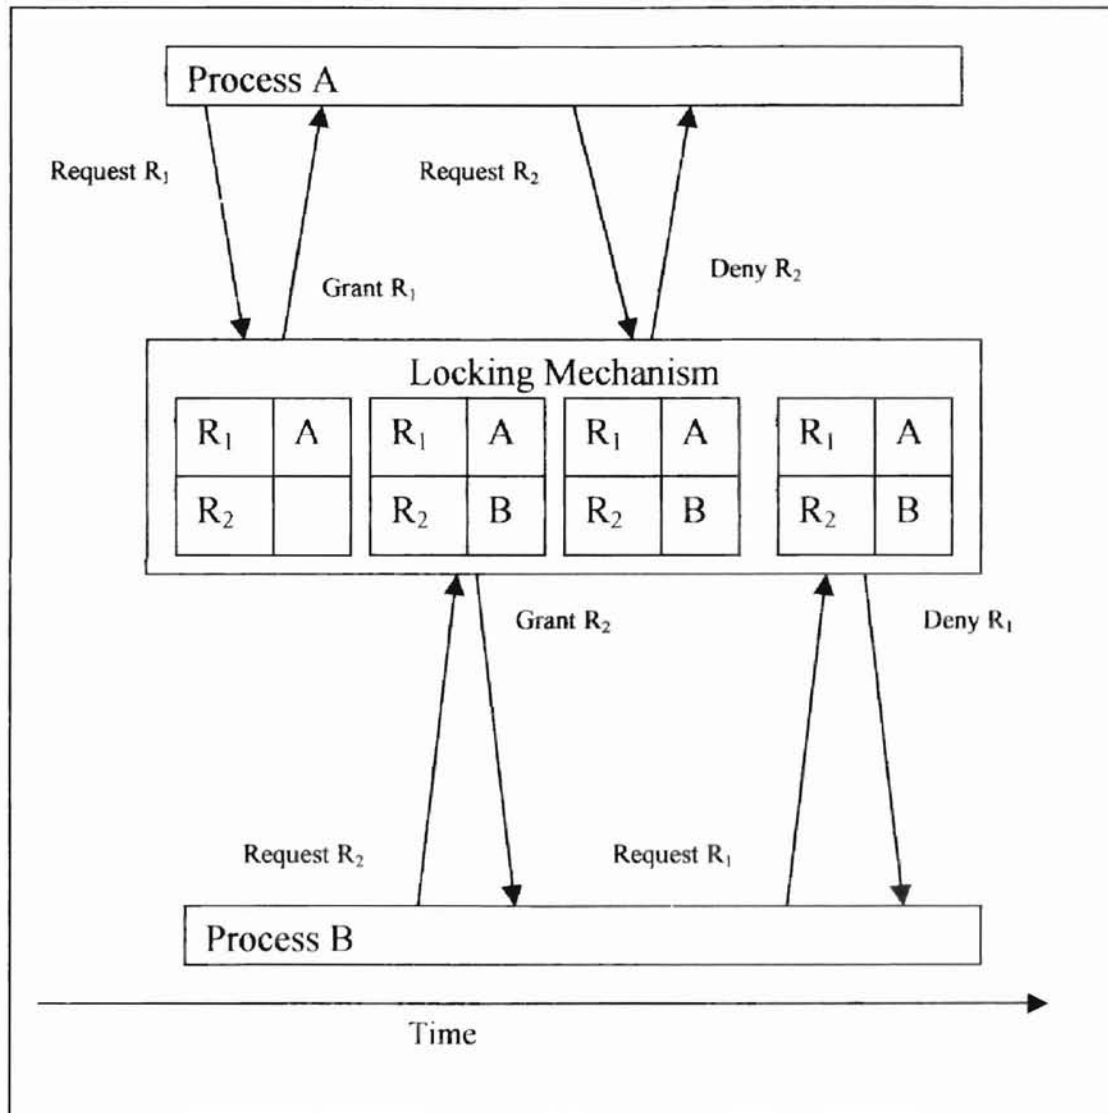 Process A
Request R₁
Request R₂
Grant R₁
Deny R₂
Locking Mechanism
R₁ A R₁ A R₁ A R₁ A
R₂ R₂ B R₂ B R₂ B
Grant R₂
Deny R₁
Request R₂
Request R₁
Process B
Time